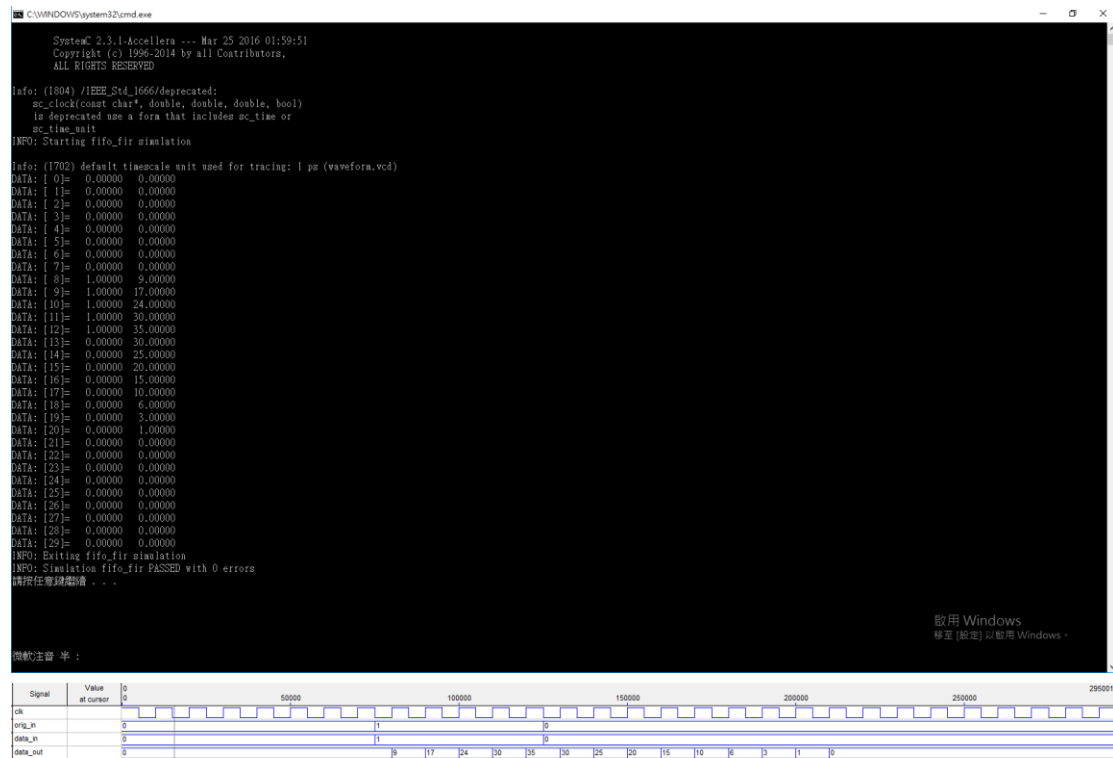 C:\WINDOWS\system32\cmd.exe
SystemC 2.3.1-Accellera --- Mar 25 2016 01:59:51
Copyright (c) 1996-2014 by all Contributors,
ALL RIGHTS RESERVED
Info: (I804) /IEEE_Std_1666/deprecated:
sc_clock(const char*, double, double, double, bool)
is deprecated use a form that includes sc_time or
sc_time_unit
INFO: Starting fifo_fir simulation
Info: (I702) default timescale unit used for tracing: 1 ps (waveform.vcd)
DATA: [ 0]= 0.00000 0.00000
DATA: [ 1]= 0.00000 0.00000
DATA: [ 2]= 0.00000 0.00000
DATA: [ 3]= 0.00000 0.00000
DATA: [ 4]= 0.00000 0.00000
DATA: [ 5]= 0.00000 0.00000
DATA: [ 6]= 0.00000 0.00000
DATA: [ 7]= 0.00000 0.00000
DATA: [ 8]= 1.00000 9.00000
DATA: [ 9]= 1.00000 17.00000
DATA: [10]= 1.00000 24.00000
DATA: [11]= 1.00000 30.00000
DATA: [12]= 1.00000 35.00000
DATA: [13]= 0.00000 30.00000
DATA: [14]= 0.00000 25.00000
DATA: [15]= 0.00000 20.00000
DATA: [16]= 0.00000 15.00000
DATA: [17]= 0.00000 10.00000
DATA: [18]= 0.00000 6.00000
DATA: [19]= 0.00000 3.00000
DATA: [20]= 0.00000 1.00000
DATA: [21]= 0.00000 0.00000
DATA: [22]= 0.00000 0.00000
DATA: [23]= 0.00000 0.00000
DATA: [24]= 0.00000 0.00000
DATA: [25]= 0.00000 0.00000
DATA: [26]= 0.00000 0.00000
DATA: [27]= 0.00000 0.00000
DATA: [28]= 0.00000 0.00000
DATA: [29]= 0.00000 0.00000
INFO: Exiting fifo_fir simulation
INFO: Simulation fifo_fir PASSED with 0 errors
請按任意鍵繼續 . . .
啟用 Windows
移至 [設定] 以啟用 Windows。
微軟注音 半 :
Signal Value at cursor 0 0 50000 100000 150000 200000 250000 295001
clk
orig_in 0 1 0
data_in 0 1 0
data_out 0 9 17 24 30 35 30 25 20 15 10 6 3 1 0